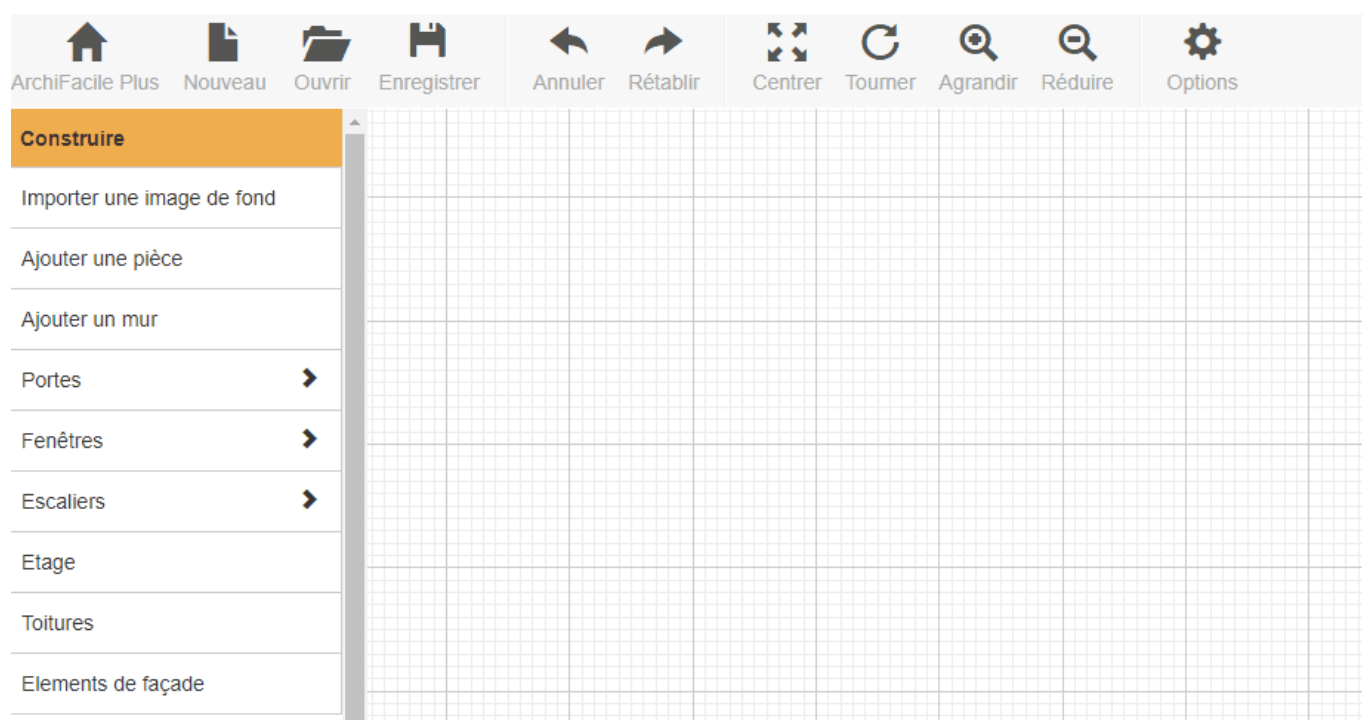 ArchiFacile Plus Nouveau Ouvrir Enregistrer Annuler Rétablir Centrer Tourner Agrandir Réduire Options
Construire
Importer une image de fond
Ajouter une pièce
Ajouter un mur
Portes
Fenêtres
Escaliers
Etage
Toitures
Elements de façade